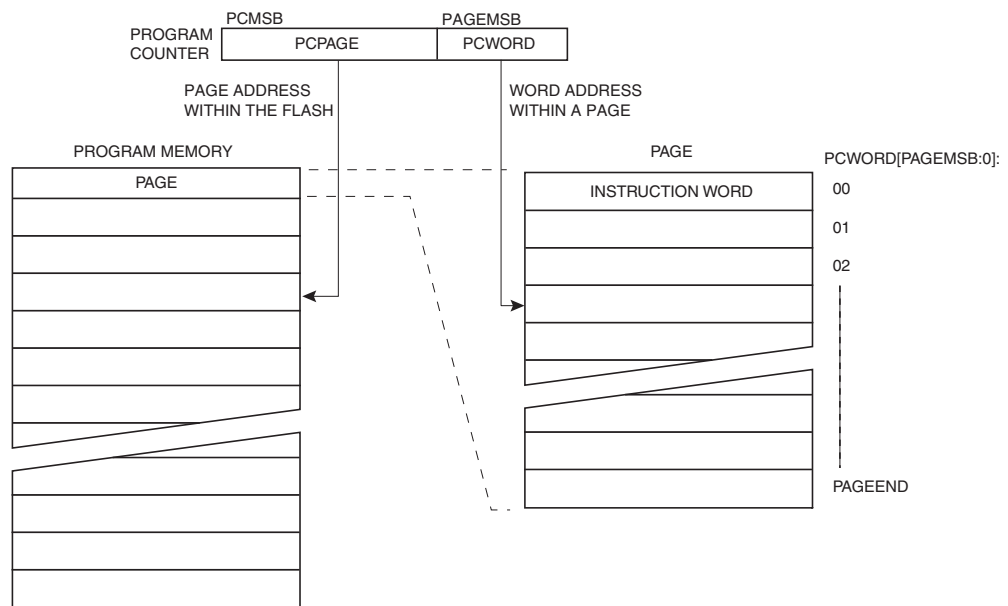 PCMSB
PAGEMSB
PROGRAM
COUNTER
PCPAGE
PCWORD
PAGE ADDRESS
WITHIN THE FLASH
WORD ADDRESS
WITHIN A PAGE
PROGRAM MEMORY
PAGE
PAGE
PCWORD[PAGEMSB:0]:
INSTRUCTION WORD
00
01
02
PAGEEND